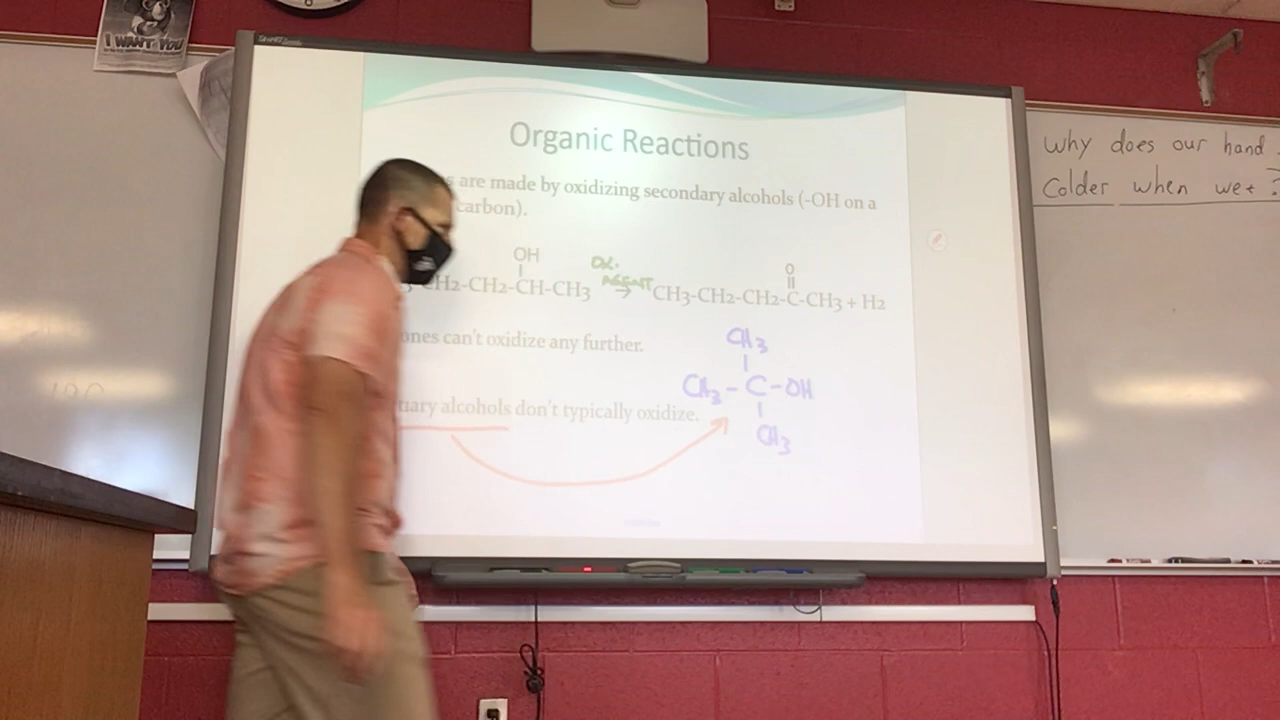 I WANT YOU
Organic Reactions
are made by oxidizing secondary alcohols (-OH on a
carbon).
OH
OX.
AGENT
O
CH2-CH2-CH-CH3 → CH3-CH2-CH2-C-CH3 + H2
ones can't oxidize any further.
CH3
CH3 - C - OH
CH3
tiary alcohols don't typically oxidize.
Why does our hand
Colder when wet ?